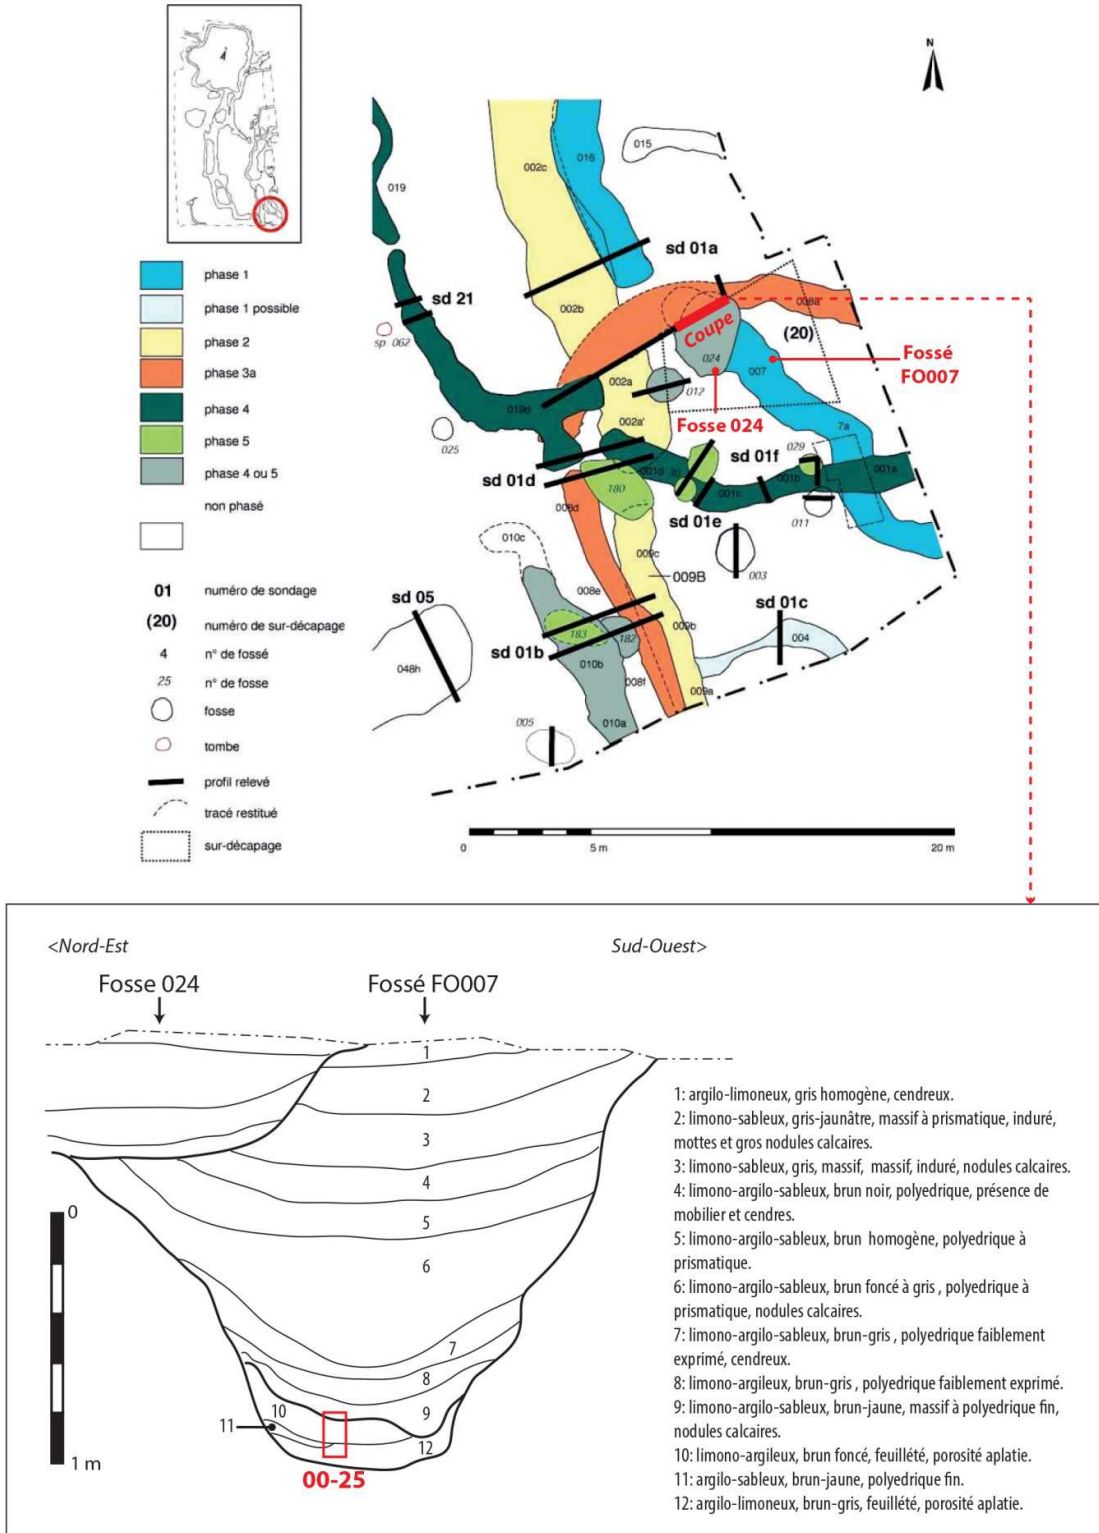 N
015
016
002c
019
sd 01a
phase 1
phase 1 possible
phase 2
phase 3a
phase 4
phase 5
phase 4 ou 5
non phasé
sd 21
002b
008a
(20)
Coupe
sp 062
024
007
Fossé
FO007
002a
012
Fosse 024
019d
002a'
7a
025
029
sd 01f
001d
30
001b
001a
sd 01d
180
001c
008d
sd 01e
011
010c
009c
009B
003
01
numéro de sondage
sd 05
008e
sd 01c
(20)
numéro de sur-décapage
183
182
009b
004
4
n° de fossé
sd 01b
048h
010b
25
n° de fosse
008f
009a
fosse
005
010a
tombe
profil relevé
tracé restitué
sur-décapage
0
5 m
20 m
<Nord-Est
Sud-Ouest>
Fosse 024
Fossé FO007
1
2
3
4
5
6
7
8
9
10
11
12
0
1 m
00-25
1: argilo-limoneux, gris homogène, cendreux.
2: limono-sableux, gris-jaunâtre, massif à prismatique, induré,
mottes et gros nodules calcaires.
3: limono-sableux, gris, massif, massif, induré, nodules calcaires.
4: limono-argilo-sableux, brun noir, polyedrique, présence de
mobilier et cendres.
5: limono-argilo-sableux, brun homogène, polyedrique à
prismatique.
6: limono-argilo-sableux, brun foncé à gris , polyedrique à
prismatique, nodules calcaires.
7: limono-argilo-sableux, brun-gris , polyedrique faiblement
exprimé, cendreux.
8: limono-argileux, brun-gris , polyedrique faiblement exprimé.
9: limono-argilo-sableux, brun-jaune, massif à polyedrique fin,
nodules calcaires.
10: limono-argileux, brun foncé, feuillété, porosité aplatie.
11: argilo-sableux, brun-jaune, polyedrique fin.
12: argilo-limoneux, brun-gris, feuillété, porosité aplatie.